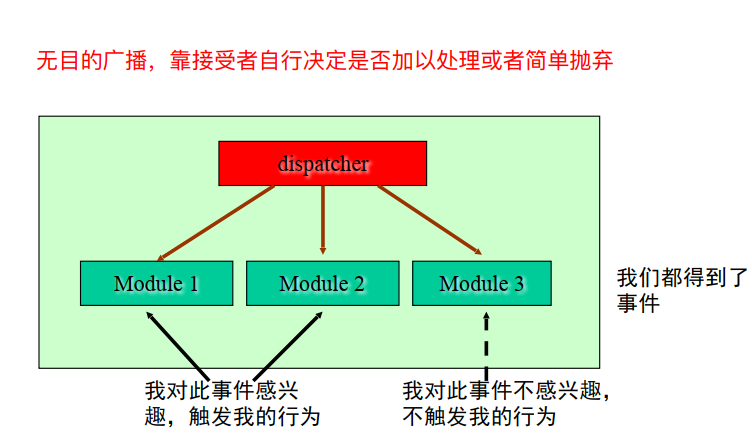 无目的广播，靠接受者自行决定是否加以处理或者简单抛弃
dispatcher
Module 1
Module 2
Module 3
我们都得到了
事件
我对此事件感兴
趣，触发我的行为
我对此事件不感兴趣，
不触发我的行为